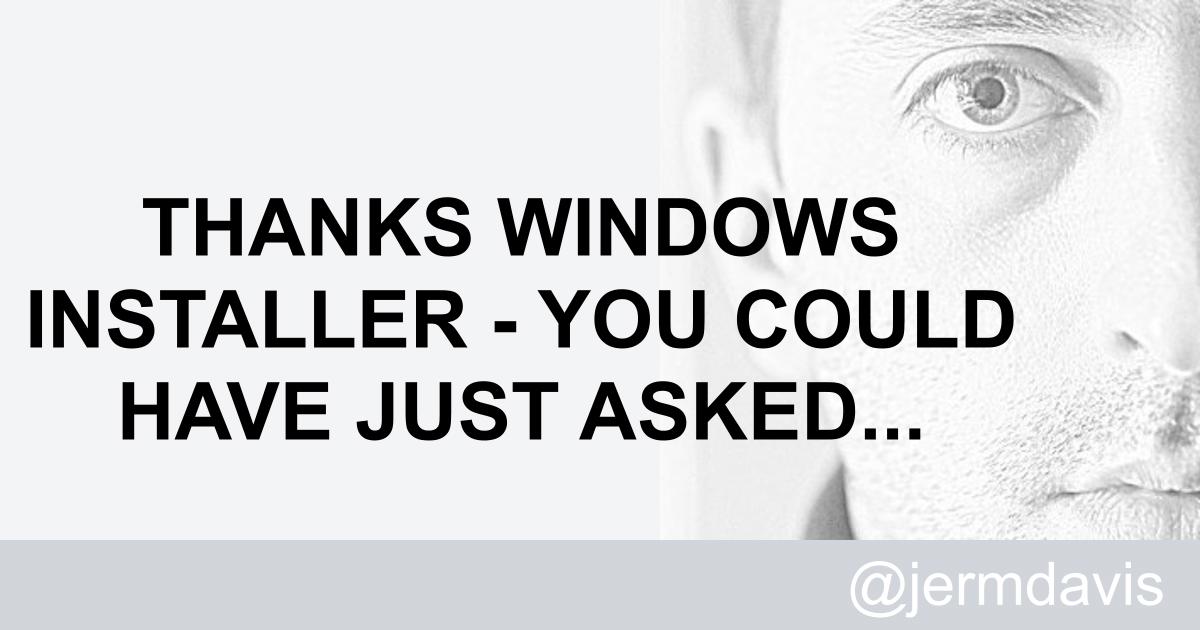 THANKS WINDOWS
INSTALLER - YOU COULD
HAVE JUST ASKED...
@jermdavis